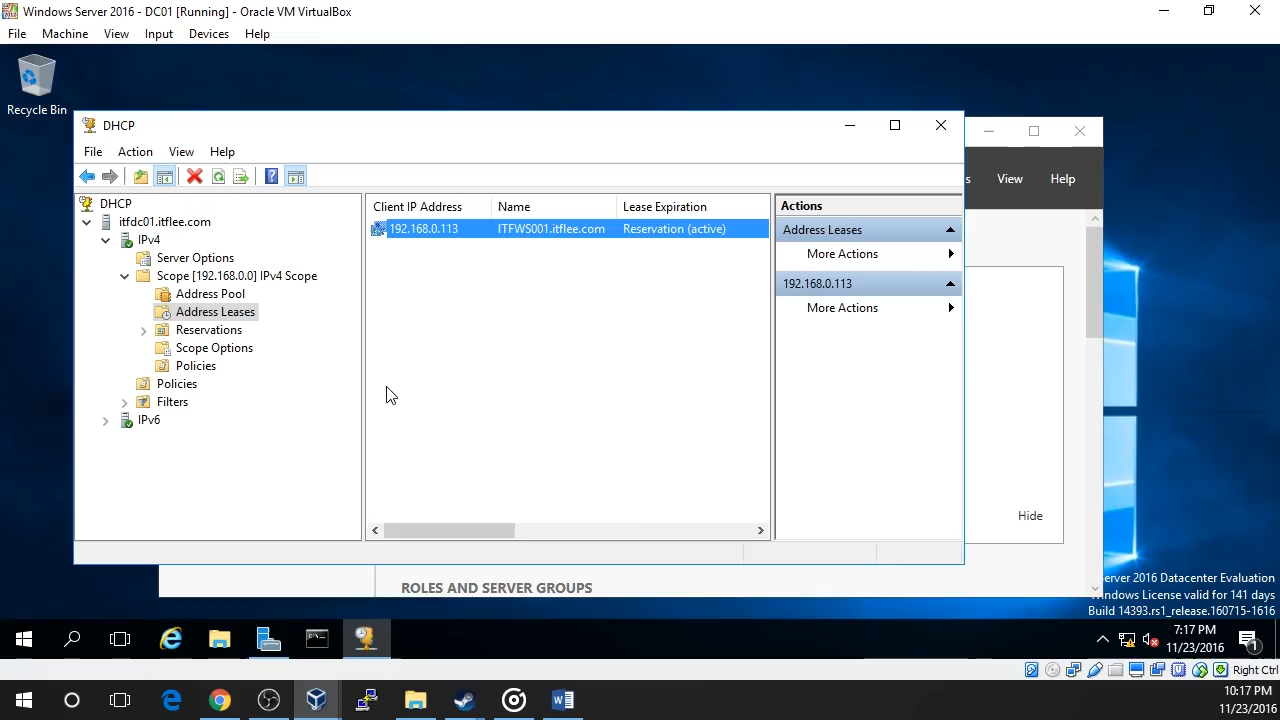 Windows Server 2016 - DC01 [Running] - Oracle VM VirtualBox
File Machine View Input Devices Help
Recycle Bin
DHCP
File Action View Help
DHCP
itfdc01.itflee.com
IPv4
Server Options
Scope [192.168.0.0] IPv4 Scope
Address Pool
Address Leases
Reservations
Scope Options
Policies
Policies
Filters
IPv6
Client IP Address Name Lease Expiration
192.168.0.113 ITFWS001.itflee.com Reservation (active)
Actions
Address Leases
More Actions
192.168.0.113
More Actions
s View Help
Hide
ROLES AND SERVER GROUPS
erver 2016 Datacenter Evaluation
Windows License valid for 141 days
Build 14393.rs1_release.160715-1616
7:17 PM
11/23/2016
1
Right Ctrl
10:17 PM
11/23/2016